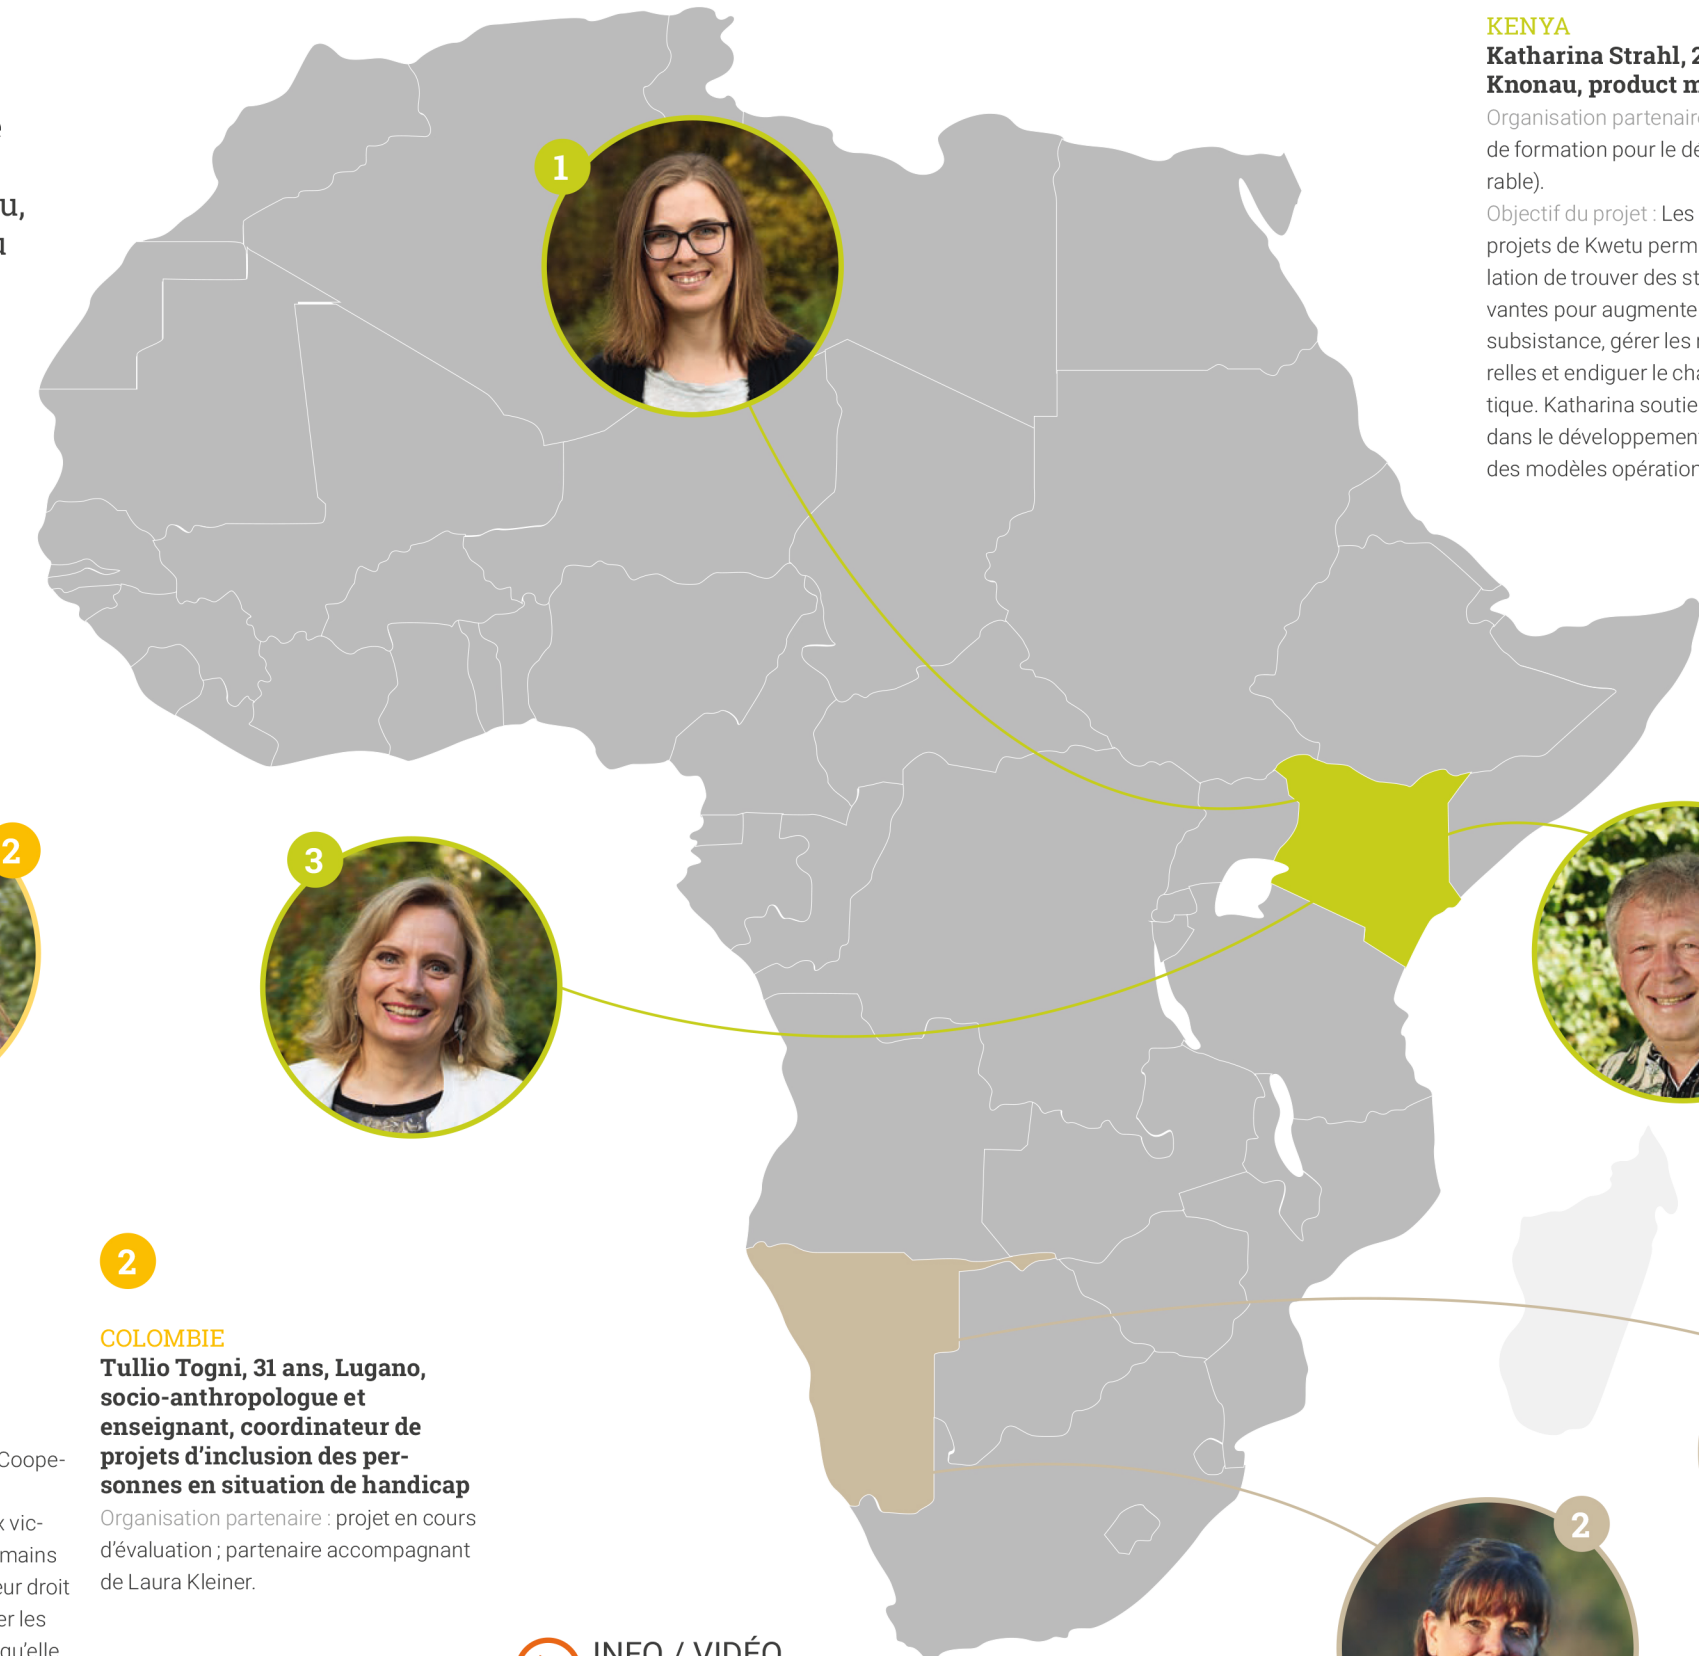 u,
1
KENYA
Katharina Strahl, 2
Knonau, product m
Organisation partenaire
de formation pour le dé
rable).
Objectif du projet : Les
projets de Kwetu perm
lation de trouver des st
vantes pour augmente
subsistance, gérer les
relles et endiguer le cha
tique. Katharina soutie
dans le développemen
des modèles opération
2
3
2
COLOMBIE
Tullio Togni, 31 ans, Lugano,
socio-anthropologue et
enseignant, coordinateur de
projets d’inclusion des per-
sonnes en situation de handicap
Organisation partenaire : projet en cours
d’évaluation ; partenaire accompagnant
de Laura Kleiner.
Coope-
x vic-
mains
eur droit
er les
qu’elle
2
INFO / VIDÉO